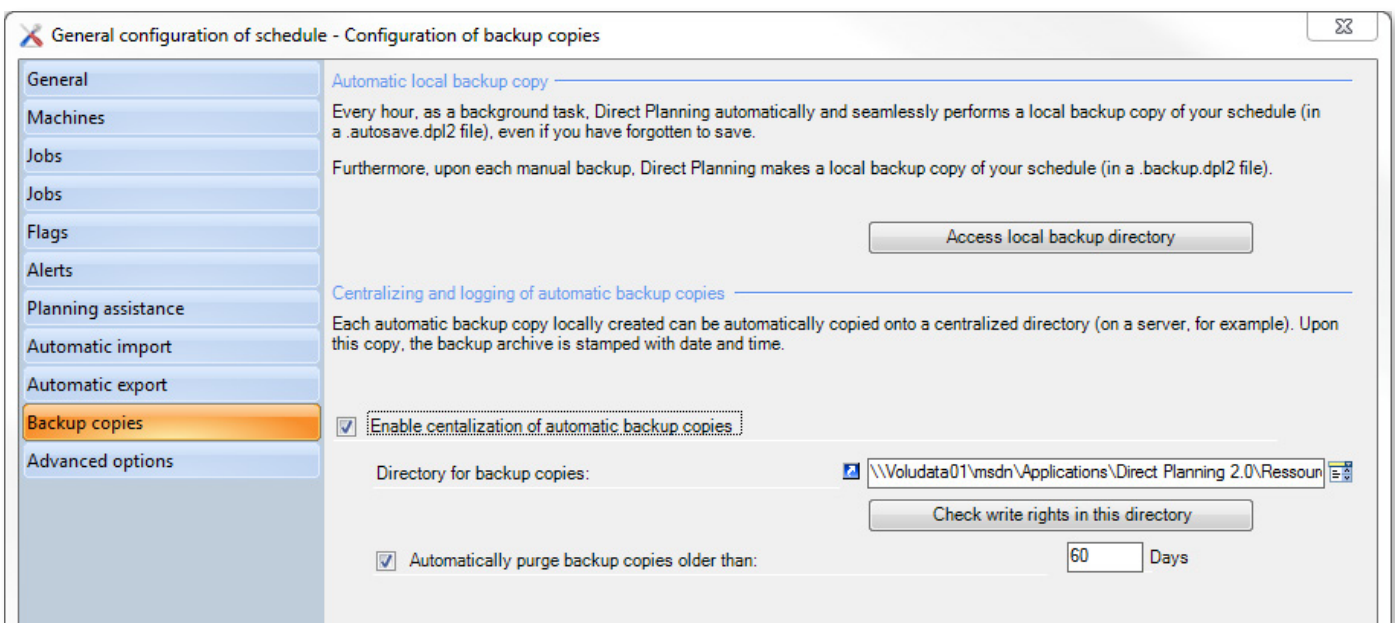 General configuration of schedule - Configuration of backup copies
General
Machines
Jobs
Jobs
Flags
Alerts
Planning assistance
Automatic import
Automatic export
Backup copies
Advanced options
Automatic local backup copy
Every hour, as a background task, Direct Planning automatically and seamlessly performs a local backup copy of your schedule (in
a .autosave.dpl2 file), even if you have forgotten to save.
Furthermore, upon each manual backup, Direct Planning makes a local backup copy of your schedule (in a .backup.dpl2 file).
Access local backup directory
Centralizing and logging of automatic backup copies
Each automatic backup copy locally created can be automatically copied onto a centralized directory (on a server, for example). Upon
this copy, the backup archive is stamped with date and time.
Enable centalization of automatic backup copies
Directory for backup copies: \\Voludata01\msdn\Applications\Direct Planning 2.0\Ressour
Check write rights in this directory
Automatically purge backup copies older than: 60 Days